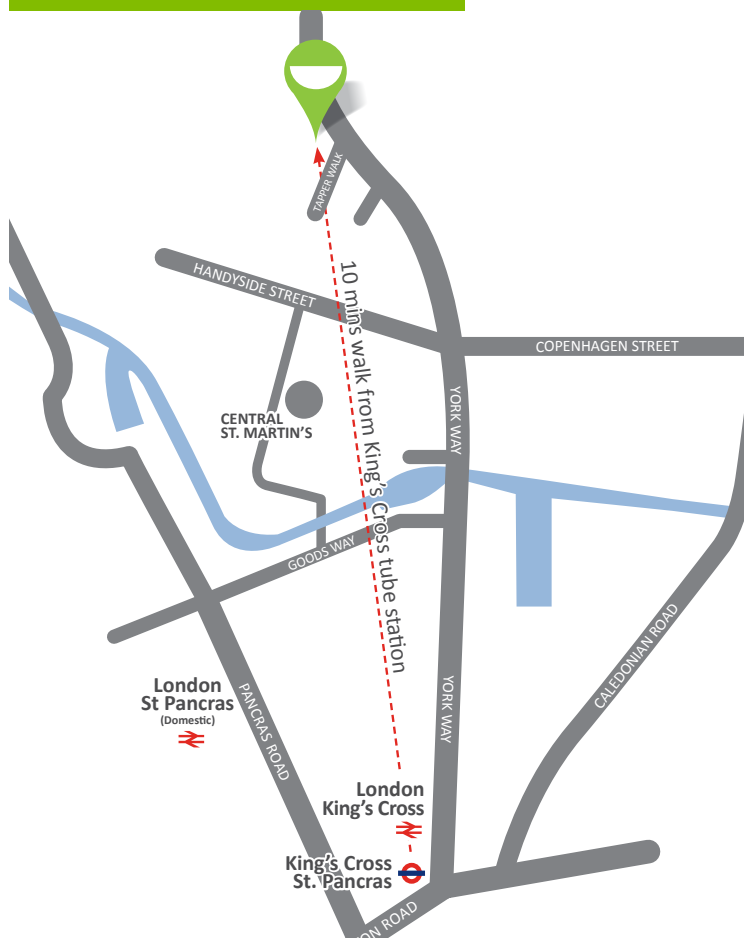 TAPPER WALK
10 mins walk from King's Cross tube station
HANDYSIDE STREET
COPENHAGEN STREET
YORK WAY
CENTRAL
ST. MARTIN'S
GOODS WAY
CALEDONIAN ROAD
London
St Pancras
(Domestic)
PANCRAS ROAD
YORK WAY
London
King's Cross
King's Cross
St. Pancras
ROAD